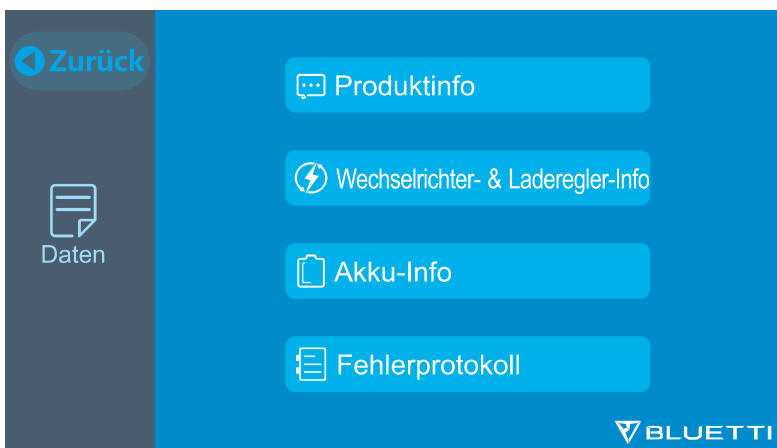 Zurück
Daten
Produktinfo
Wechselrichter- & Laderegler-Info
Akku-Info
Fehlerprotokoll
BLUETTI